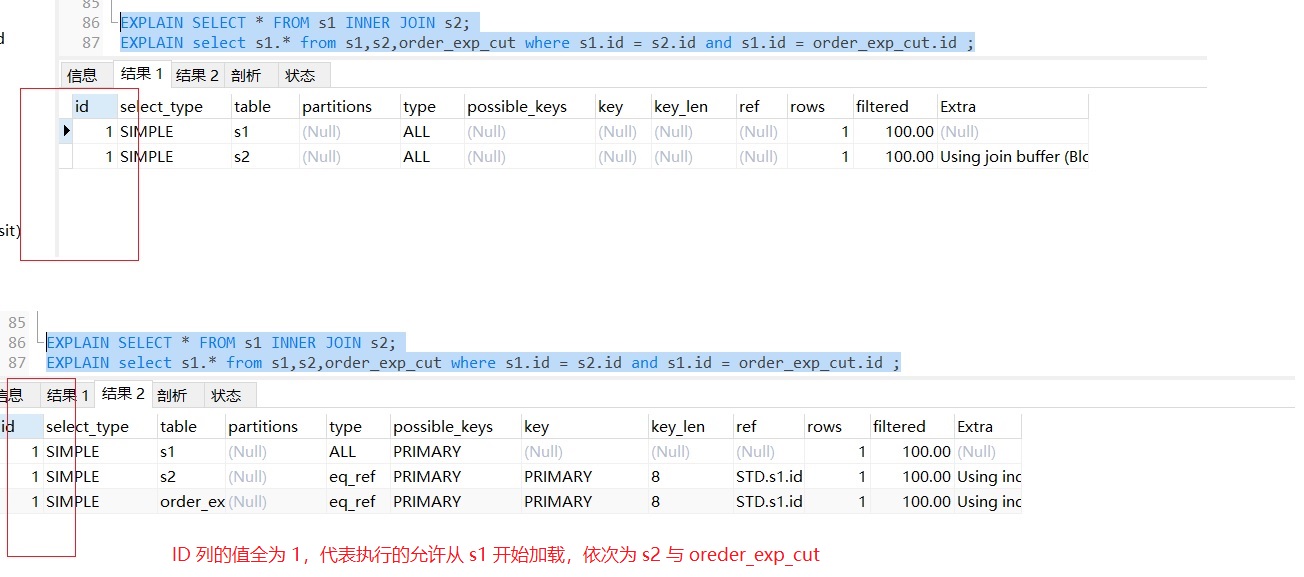 85
86 EXPLAIN SELECT * FROM s1 INNER JOIN s2;
87 EXPLAIN select s1.* from s1,s2,order_exp_cut where s1.id = s2.id and s1.id = order_exp_cut.id ;
信息 结果 1 结果 2 剖析 状态
id select_type table partitions type possible_keys key key_len ref rows filtered Extra
1 SIMPLE s1 (Null) ALL (Null) (Null) (Null) (Null) 1 100.00 (Null)
1 SIMPLE s2 (Null) ALL (Null) (Null) (Null) (Null) 1 100.00 Using join buffer (Blo
sit)
85
86 EXPLAIN SELECT * FROM s1 INNER JOIN s2;
87 EXPLAIN select s1.* from s1,s2,order_exp_cut where s1.id = s2.id and s1.id = order_exp_cut.id ;
信息 结果 1 结果 2 剖析 状态
id select_type table partitions type possible_keys key key_len ref rows filtered Extra
1 SIMPLE s1 (Null) ALL PRIMARY (Null) (Null) (Null) 1 100.00 (Null)
1 SIMPLE s2 (Null) eq_ref PRIMARY PRIMARY 8 STD.s1.id 1 100.00 Using inc
1 SIMPLE order_ex (Null) eq_ref PRIMARY PRIMARY 8 STD.s1.id 1 100.00 Using inc
ID 列的值全为 1，代表执行的允许从 s1 开始加载，依次为 s2 与 oreder_exp_cut